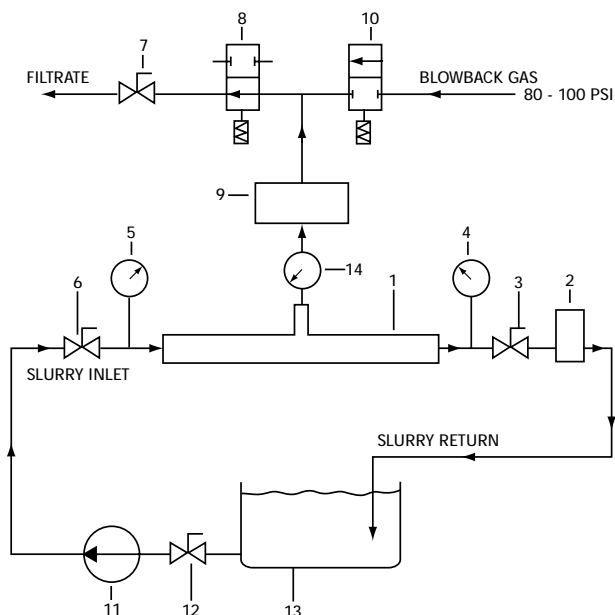 8
10
7
FILTRATE
BLOWBACK GAS
80 - 100 PSI
9
5
4
14
6
1
3
2
SLURRY INLET
SLURRY RETURN
11
12
13